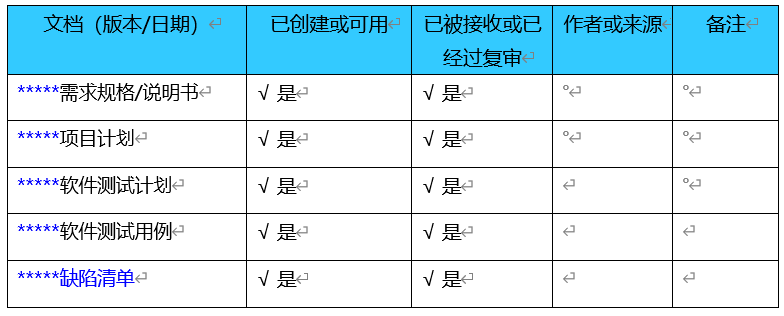 文档（版本/日期） 已创建或可用 已被接收或已经过复审 作者或来源 备注
*****需求规格/说明书 √ 是 √ 是
*****项目计划 √ 是 √ 是
*****软件测试计划 √ 是 √ 是
*****软件测试用例 √ 是 √ 是
*****缺陷清单 √ 是 √ 是